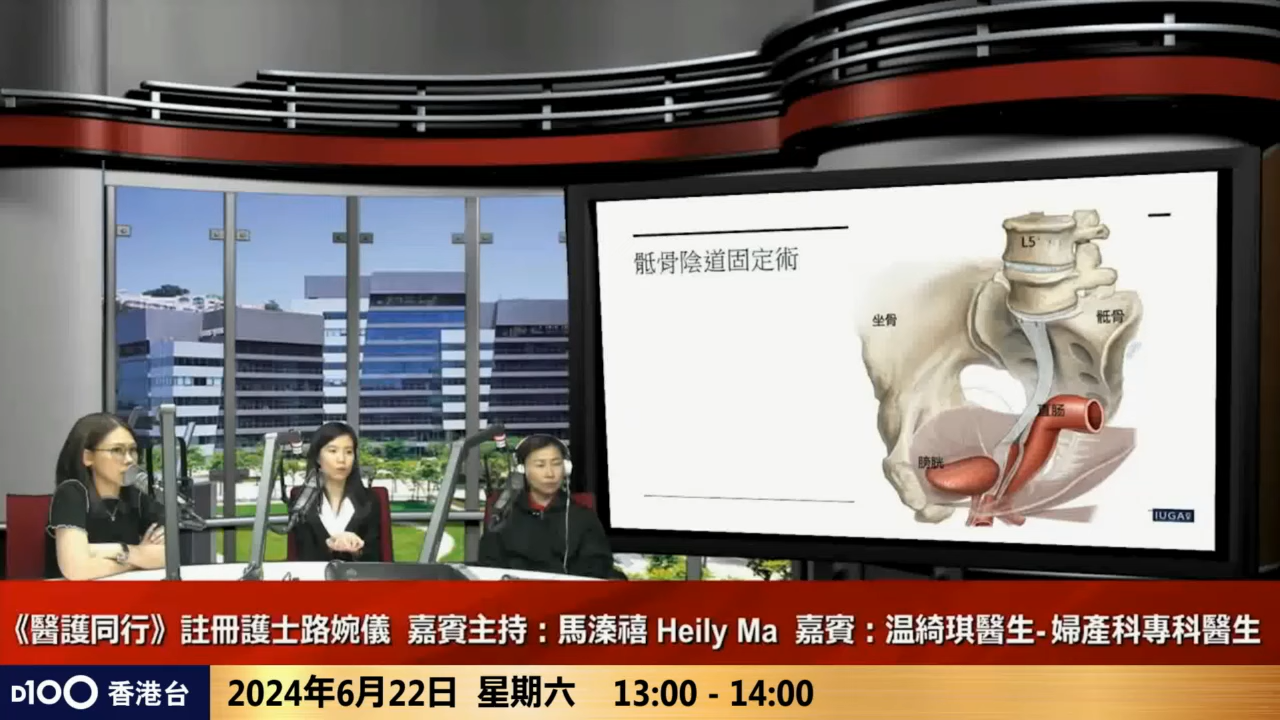 骶骨陰道固定術
L5
坐骨
骶骨
直肠
膀胱
IUGA
《醫護同行》註冊護士路婉儀 嘉賓主持：馬溱禧 Heily Ma 嘉賓：温綺琪醫生- 婦產科專科醫生
D100 香港台 2024年6月22日 星期六 13:00 - 14:00